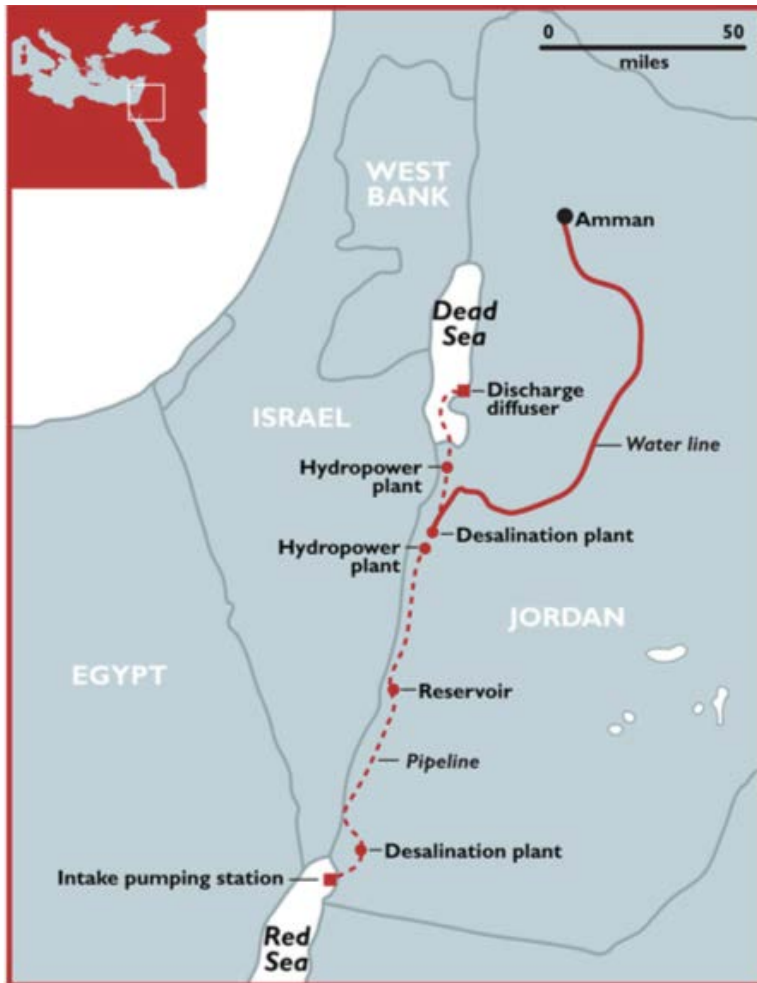 0 50
miles
WEST
BANK
Amman
Dead
Sea
Discharge
diffuser
ISRAEL
Water line
Hydropower
plant
Desalination plant
Hydropower
plant
JORDAN
EGYPT
Reservoir
Pipeline
Desalination plant
Intake pumping station
Red
Sea